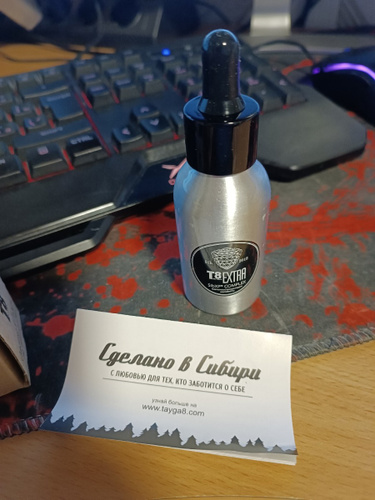 T8 EXTRA
Сделано в Сибири
С ЛЮБОВЬЮ ДЛЯ ТЕХ, КТО ЗАБОТИТСЯ О СЕБЕ
узнай больше на
www.tayga8.com